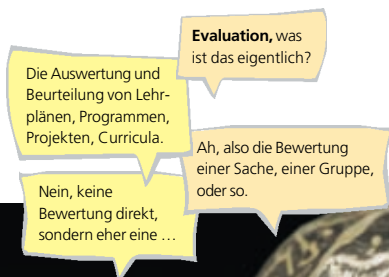 Evaluation, was
ist das eigentlich?
Die Auswertung und
Beurteilung von Lehr-
plänen, Programmen,
Projekten, Curricula.
Ah, also die Bewertung
einer Sache, einer Gruppe,
oder so.
Nein, keine
Bewertung direkt,
sondern eher eine …